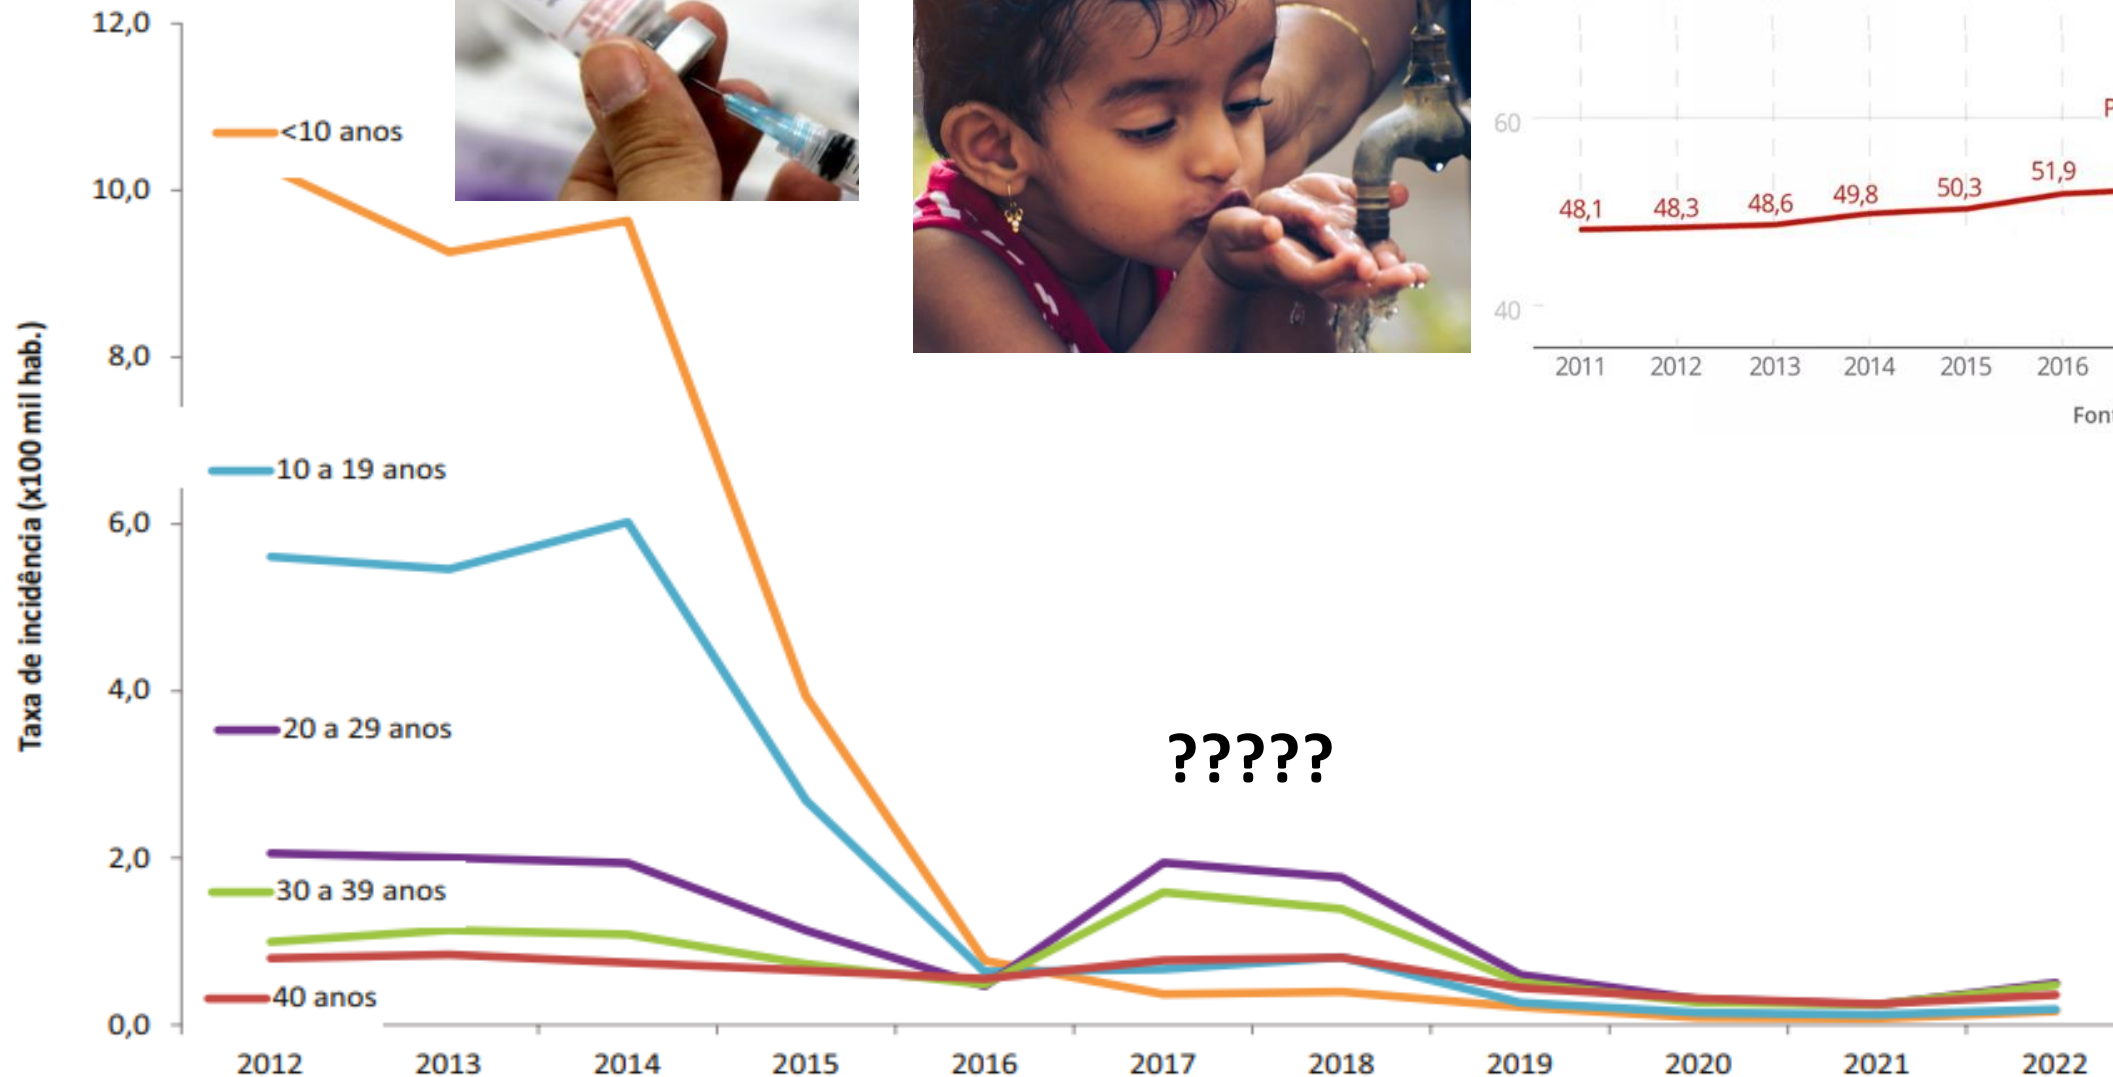 Taxa de incidência (x100 mil hab.)
12,0
10,0
8,0
6,0
4,0
2,0
0,0
<10 anos
10 a 19 anos
20 a 29 anos
30 a 39 anos
40 anos
?????
2012 2013 2014 2015 2016 2017 2018 2019 2020 2021 2022
60
40
48,1 48,3 48,6 49,8 50,3 51,9
P
2011 2012 2013 2014 2015 2016
Font